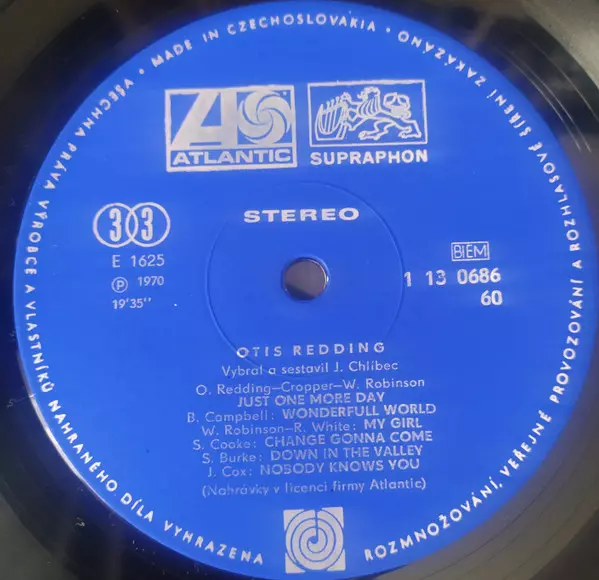 VŠECHNA PRÁVA VÝROBCE A VLASTNÍKŮ NAHRANÉHO DÍLA VYHRAZENA
• MADE IN CZECHOSLOVAKIA •
ROZMNOŽOVÁNÍ, VEŘEJNÉ PROVOZOVÁNÍ A ROZHLASOVÉ ŠÍŘENÍ ZAKÁZÁNO
ATLANTIC
SUPRAPHON
33
STEREO
BIEM
E 1625
1 13 0686
Ⓟ 1970
60
19'35''
OTIS REDDING
Vybral a sestavil J. Chlíbec
O. Redding—Cropper—W. Robinson
JUST ONE MORE DAY
B. Campbell: WONDERFULL WORLD
W. Robinson—R. White: MY GIRL
S. Cooke: CHANGE GONNA COME
S. Burke: DOWN IN THE VALLEY
J. Cox: NOBODY KNOWS YOU
(Nahrávky v licenci firmy Atlantic)